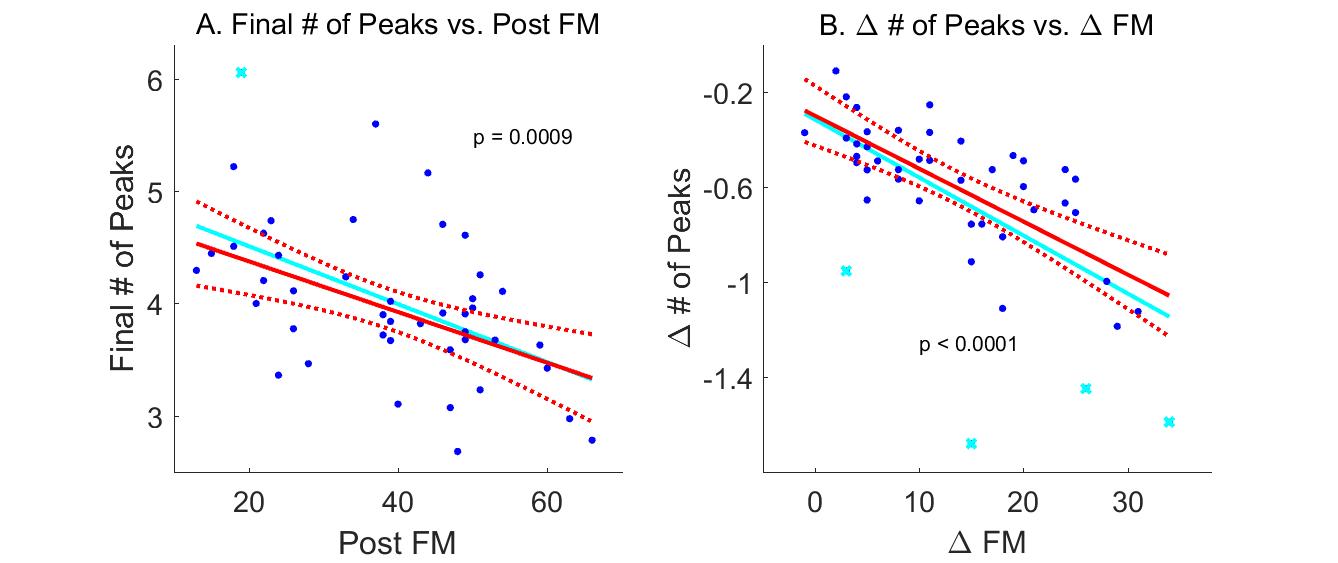 A. Final # of Peaks vs. Post FM
6
5
4
3
Final # of Peaks
p = 0.0009
20 40 60
Post FM
B. Δ # of Peaks vs. Δ FM
-0.2
-0.6
-1
-1.4
Δ # of Peaks
p < 0.0001
0 10 20 30
Δ FM